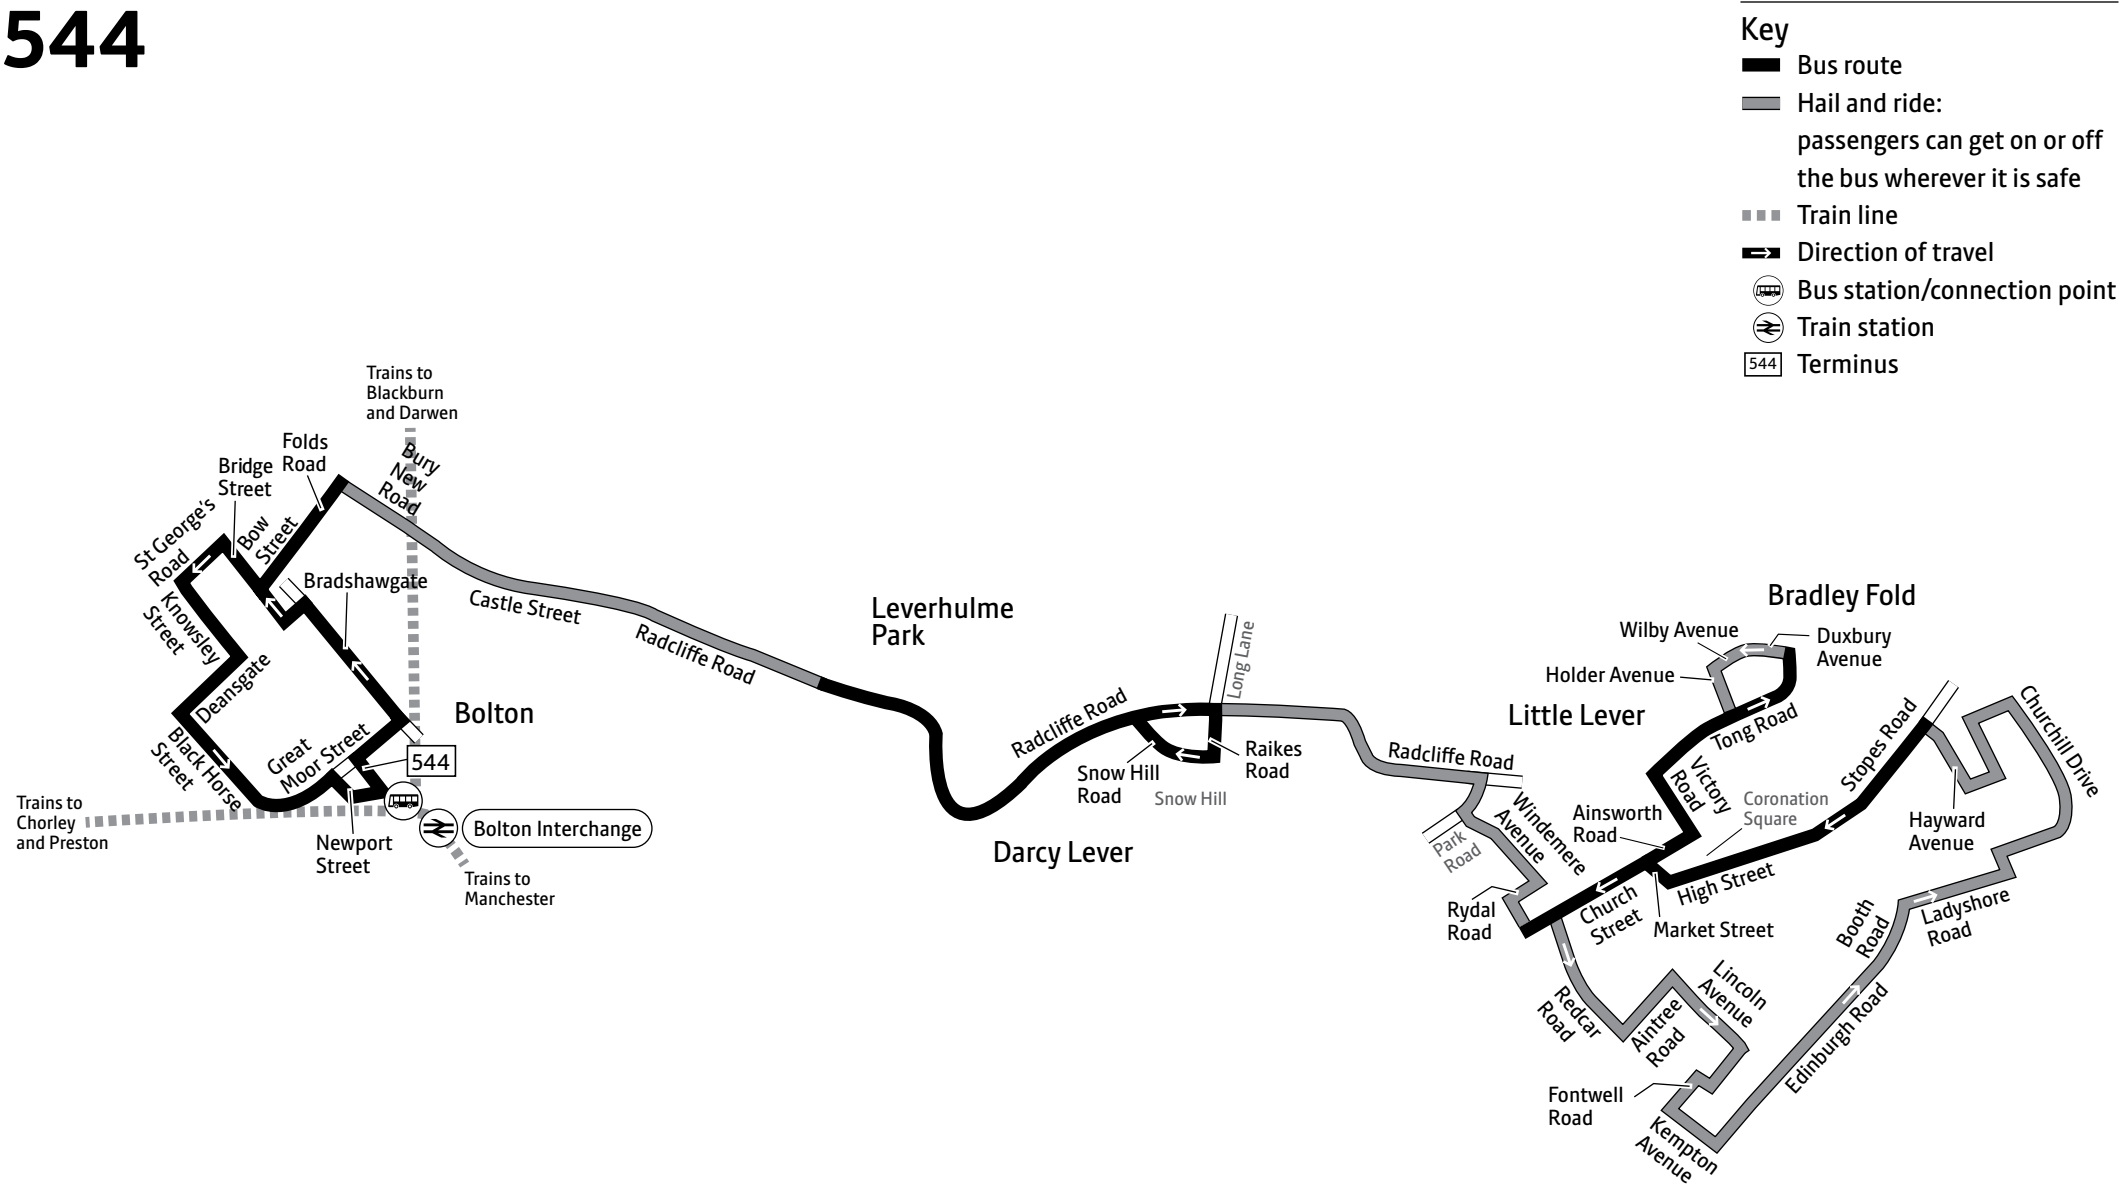 544
Key
Bus route
Hail and ride:
passengers can get on or off
the bus wherever it is safe
Train line
Direction of travel
Bus station/connection point
Train station
544 Terminus
Trains to
Blackburn
and Darwen
Bury
New
Road
Folds
Road
Bridge
Street
St George's
Road
Bow
Street
Bradshawgate
Knowsley
Street
Deansgate
Black Horse
Street
Great
Moor Street
Bolton
544
Trains to
Chorley
and Preston
Newport
Street
Bolton Interchange
Trains to
Manchester
Castle Street
Radcliffe Road
Leverhulme
Park
Radcliffe Road
Long Lane
Raikes
Road
Snow Hill
Road
Snow Hill
Darcy Lever
Radcliffe Road
Park
Road
Windemere
Avenue
Rydal
Road
Little Lever
Bradley Fold
Wilby Avenue
Duxbury
Avenue
Holder Avenue
Tong Road
Victory
Road
Ainsworth
Road
Coronation
Square
Stopes Road
High Street
Church
Street
Market Street
Hayward
Avenue
Churchill Drive
Ladyshore
Road
Booth
Road
Edinburgh Road
Redcar
Road
Aintree
Road
Lincoln
Avenue
Fontwell
Road
Kempton
Avenue